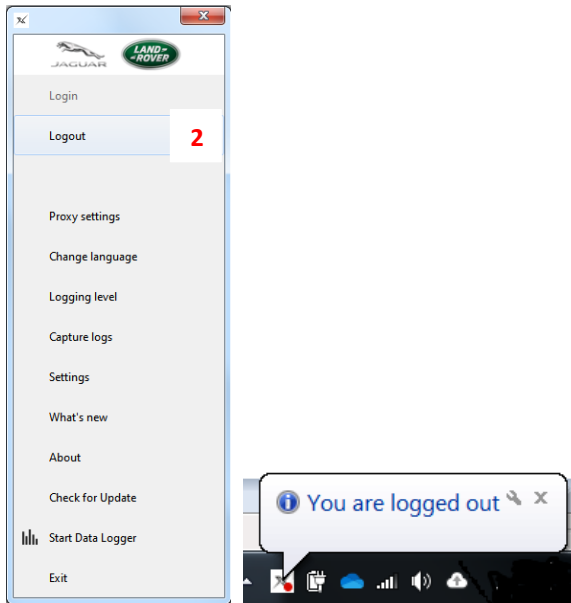 JAGUAR
LAND-
-ROVER
Login
Logout
2
Proxy settings
Change language
Logging level
Capture logs
Settings
What's new
About
Check for Update
Start Data Logger
Exit
You are logged out